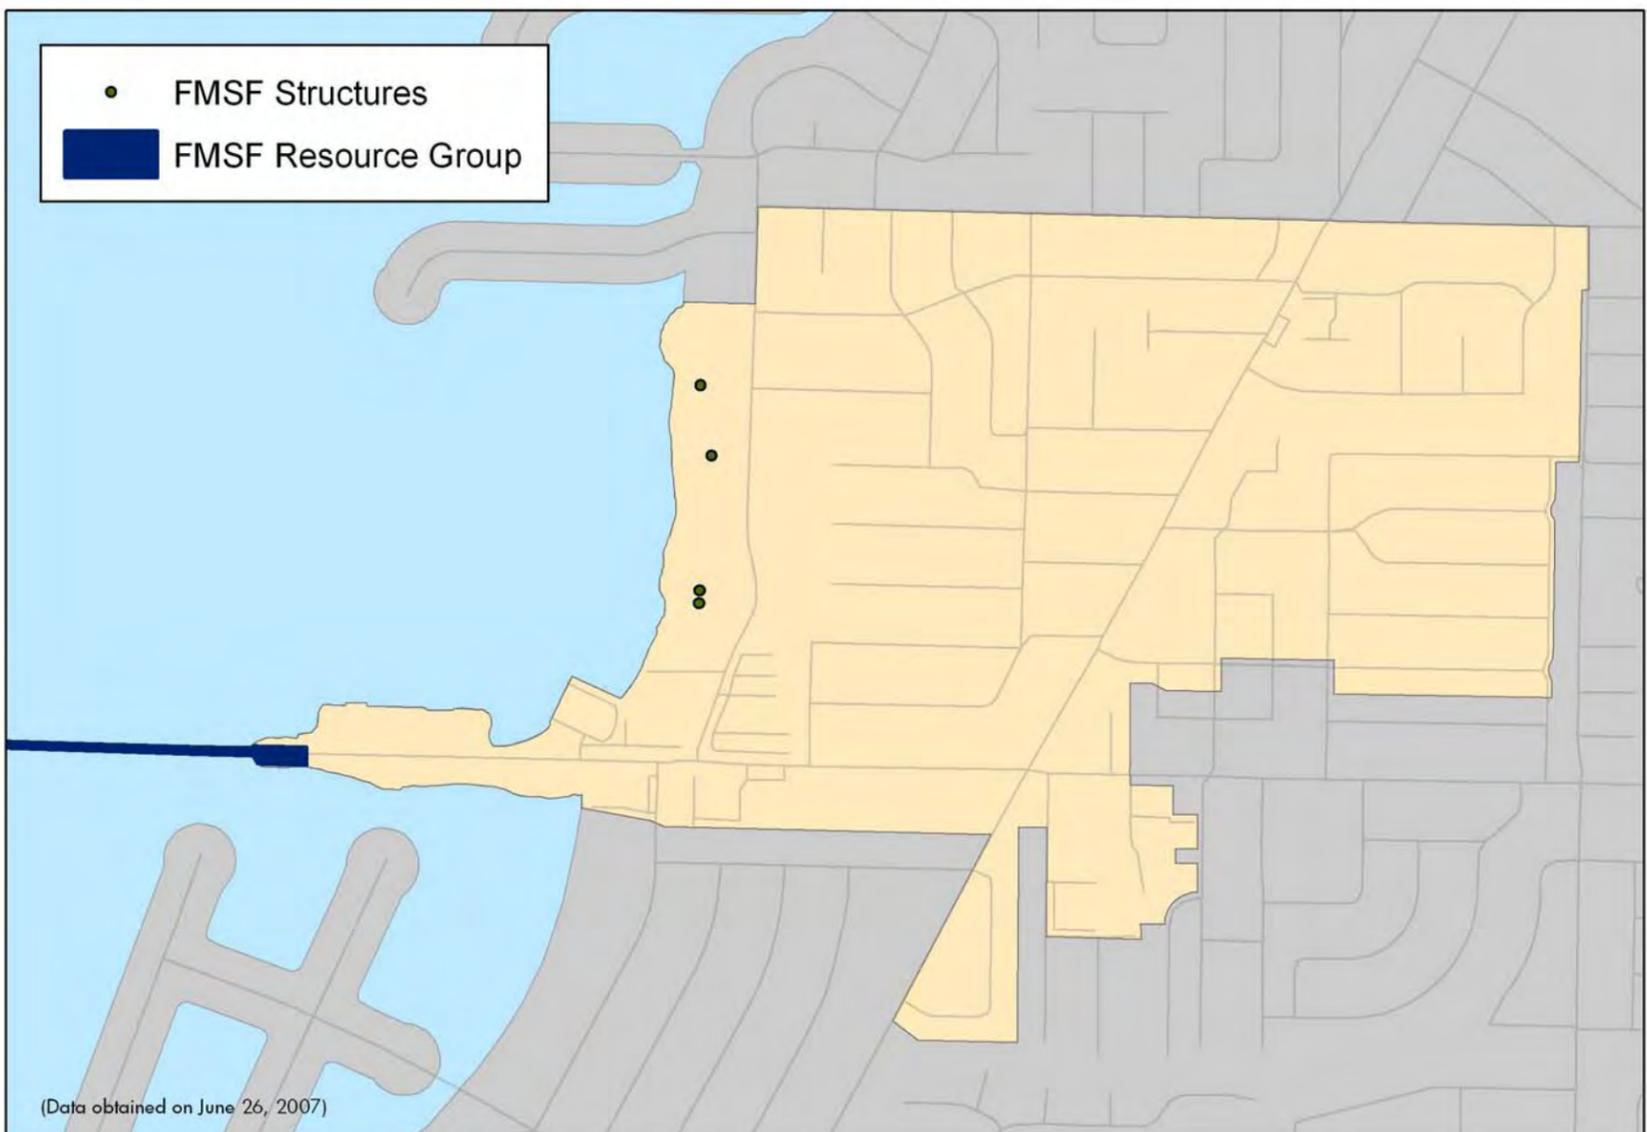 FMSF Structures
FMSF Resource Group
(Data obtained on June 26, 2007)